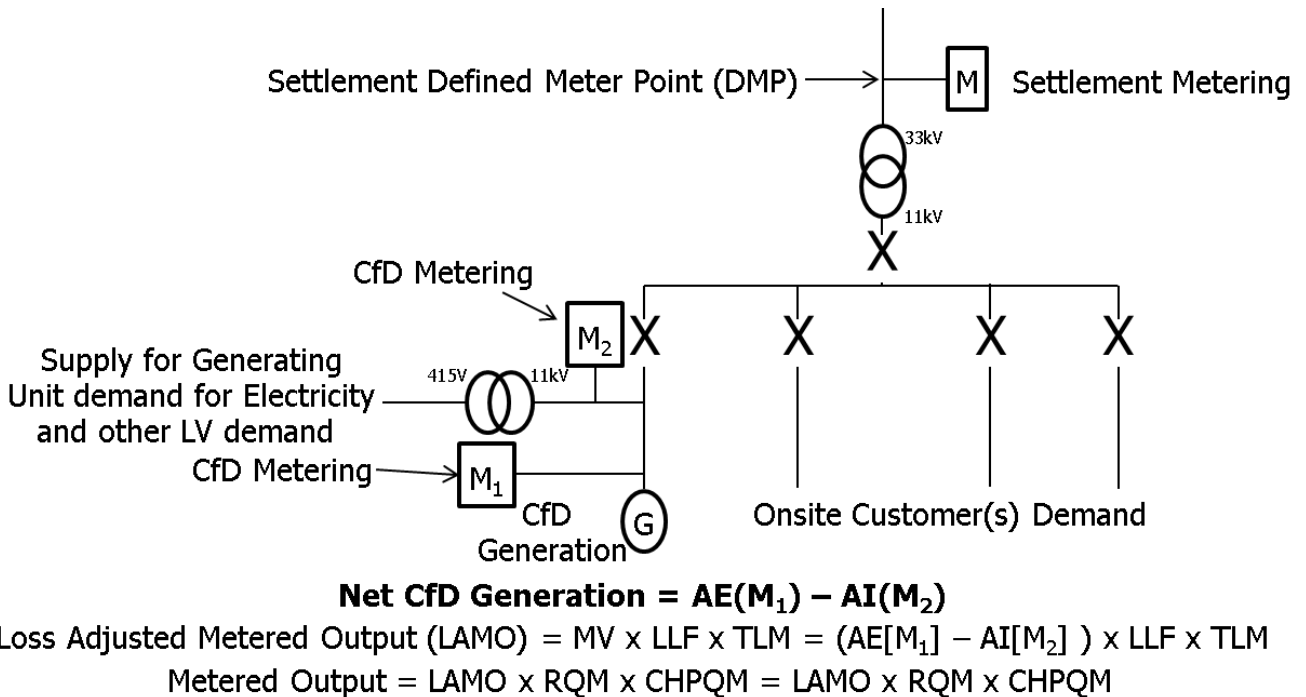 Settlement Defined Meter Point (DMP)
M
Settlement Metering
33kV
11kV
X
CfD Metering
M₂
X
X
X
X
Supply for Generating
Unit demand for Electricity
and other LV demand
415V
11kV
CfD Metering
M₁
CfD
Generation
G
Onsite Customer(s) Demand
Net CfD Generation = AE(M₁) – AI(M₂)
Loss Adjusted Metered Output (LAMO) = MV x LLF x TLM = (AE[M₁] – AI[M₂] ) x LLF x TLM
Metered Output = LAMO x RQM x CHPQM = LAMO x RQM x CHPQM